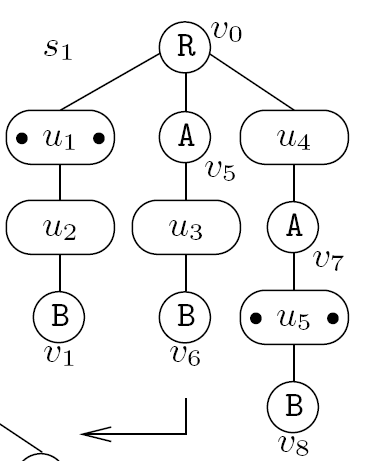 s₁ R v₀
u₁ A u₄
v₅
u₂ u₃ A
v₇
B B u₅
v₁ v₆
B
v₈